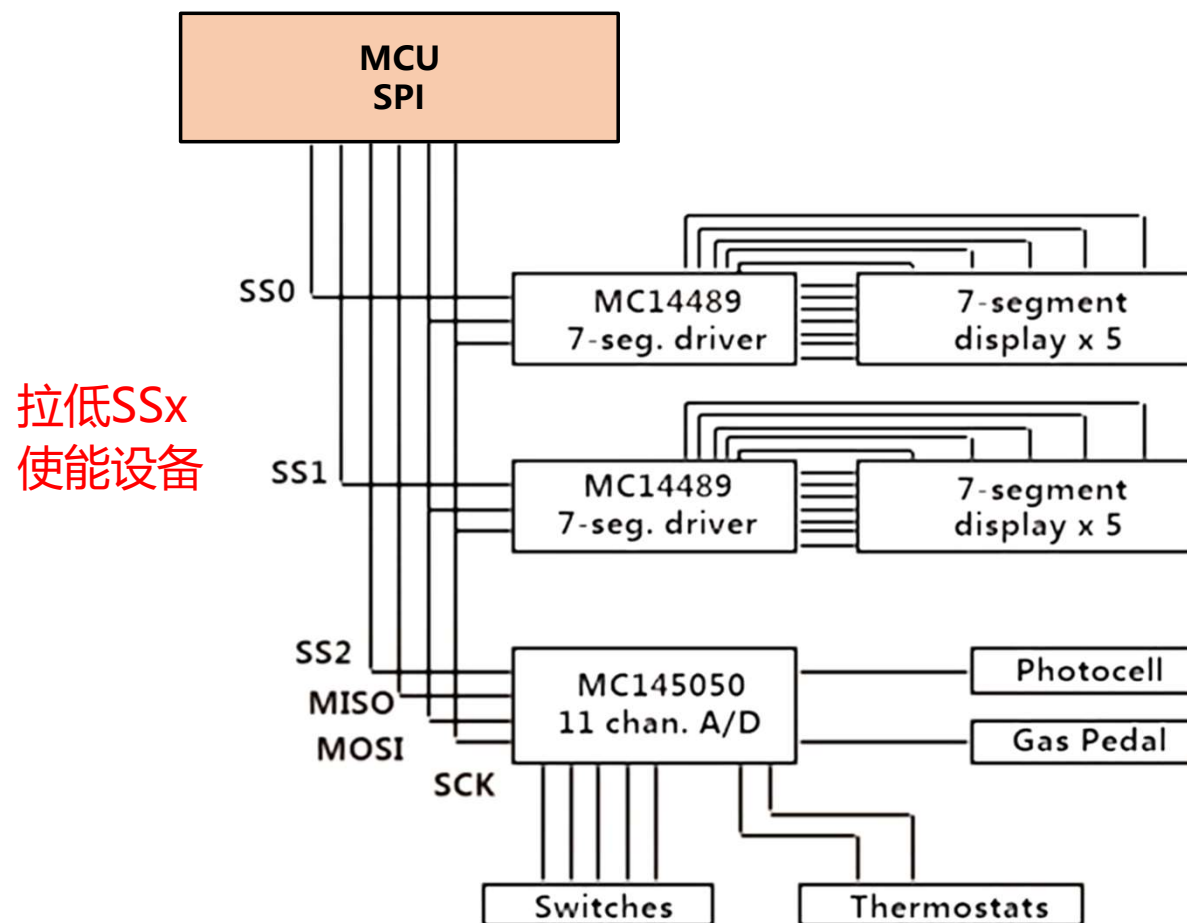 MCU
SPI
SS0
MC14489
7-seg. driver
7-segment
display x 5
拉低SSx
使能设备
SS1
MC14489
7-seg. driver
7-segment
display x 5
SS2
MISO
MOSI
SCK
MC145050
11 chan. A/D
Photocell
Gas Pedal
Switches
Thermostats